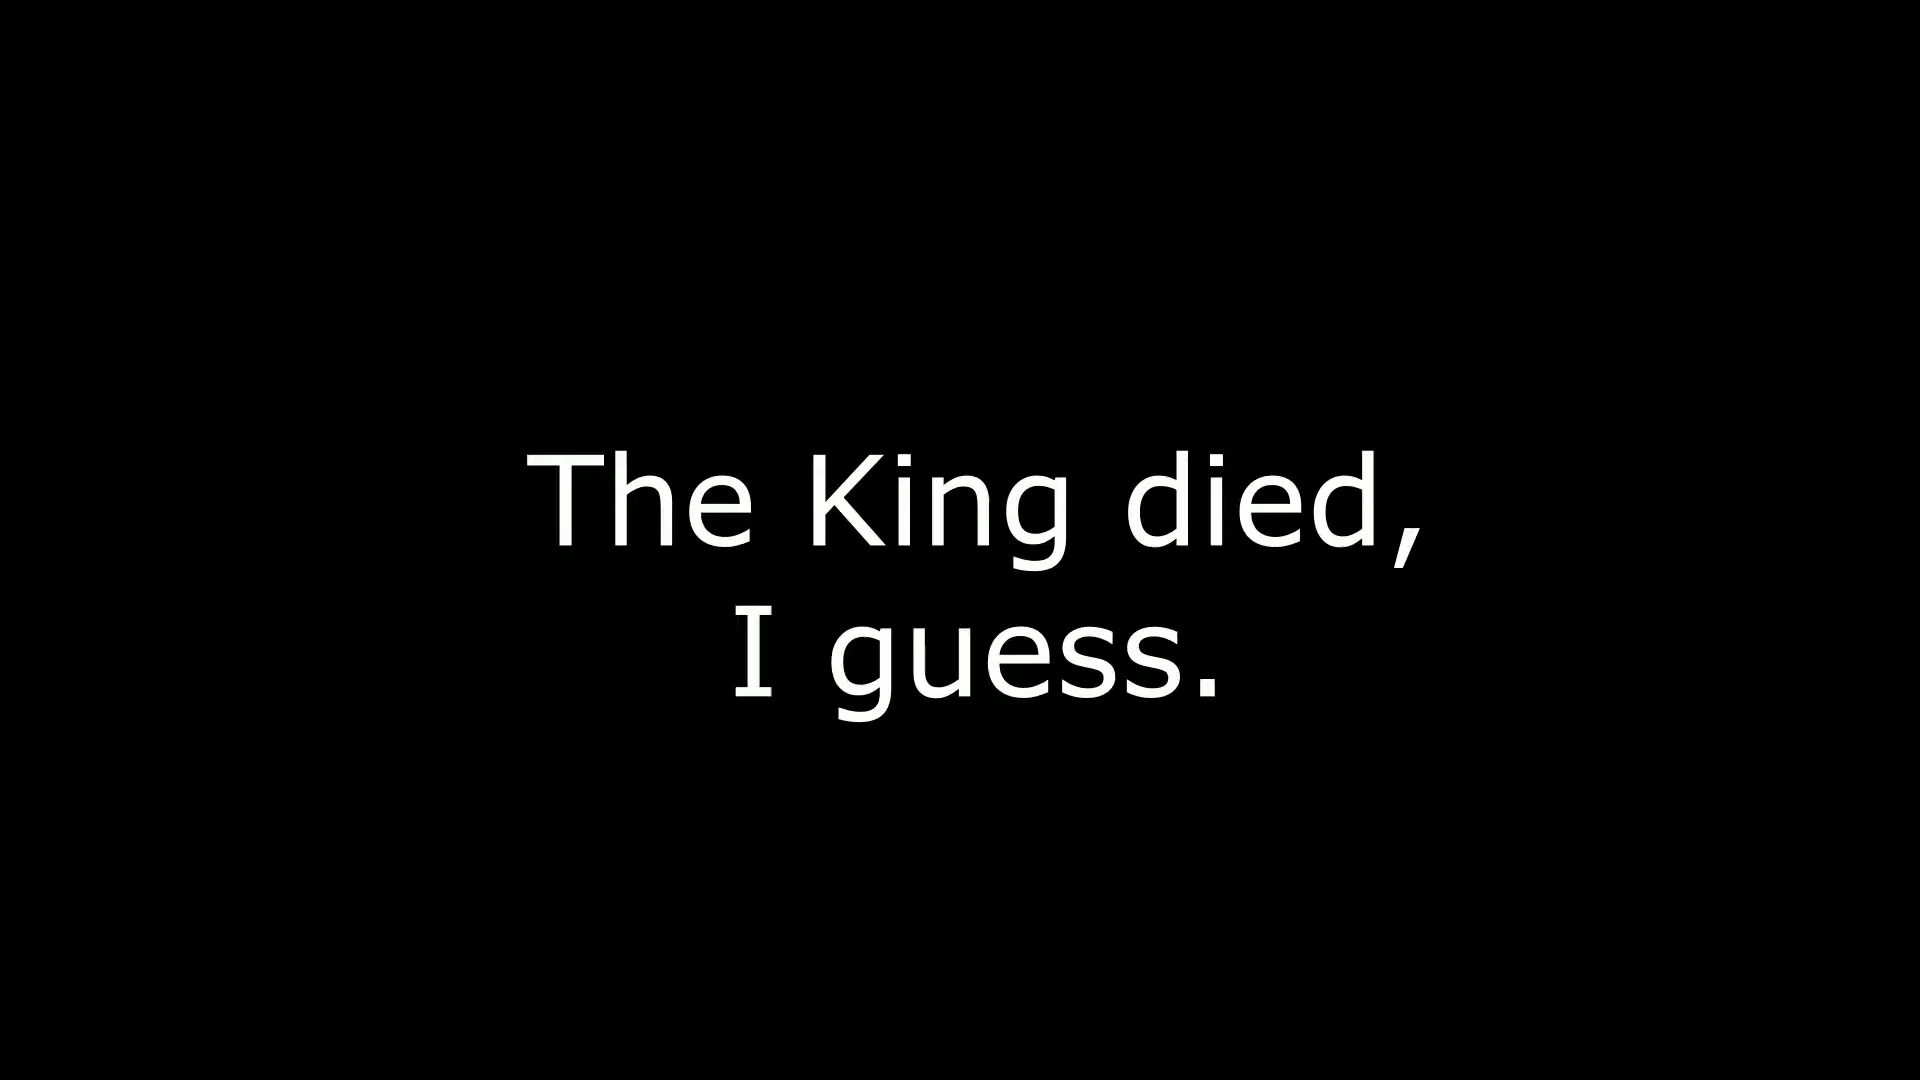 The King died,
I guess.